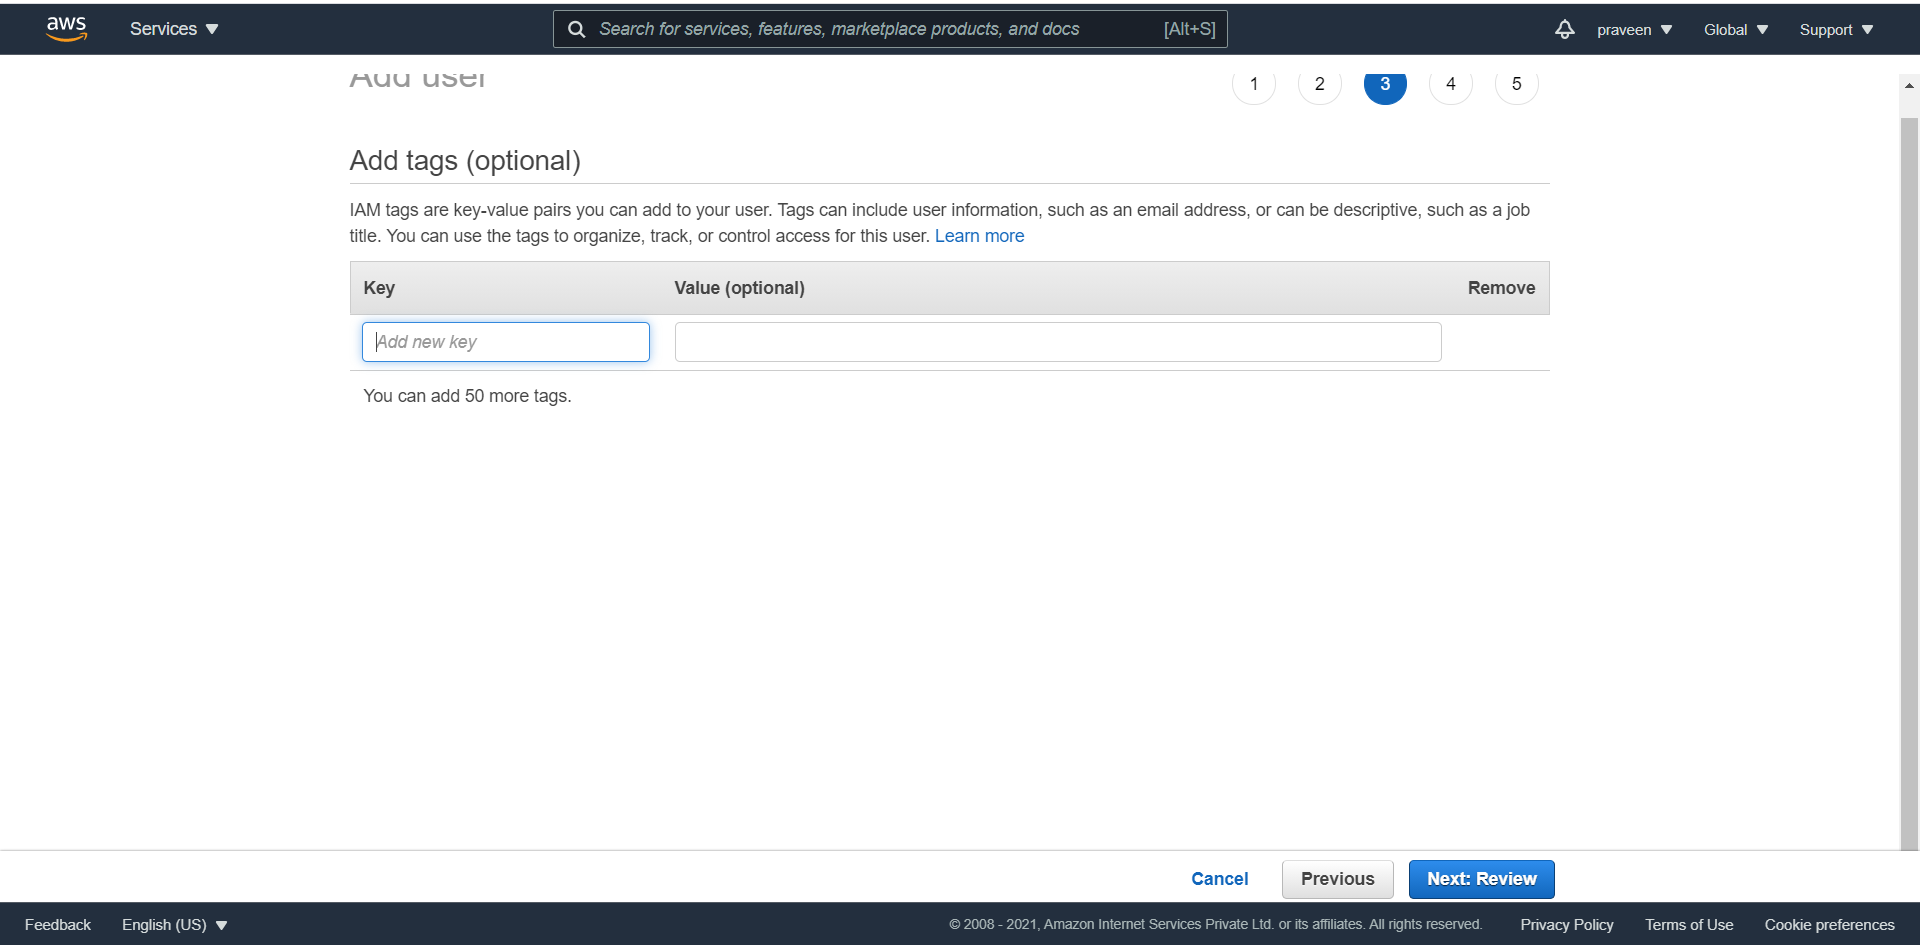 aws
Services
Search for services, features, marketplace products, and docs [Alt+S]
praveen
Global
Support
Add user
1 2 3 4 5
Add tags (optional)
IAM tags are key-value pairs you can add to your user. Tags can include user information, such as an email address, or can be descriptive, such as a job
title. You can use the tags to organize, track, or control access for this user. Learn more
Key Value (optional) Remove
Add new key
You can add 50 more tags.
Cancel Previous Next: Review
Feedback English (US) © 2008 - 2021, Amazon Internet Services Private Ltd. or its affiliates. All rights reserved. Privacy Policy Terms of Use Cookie preferences